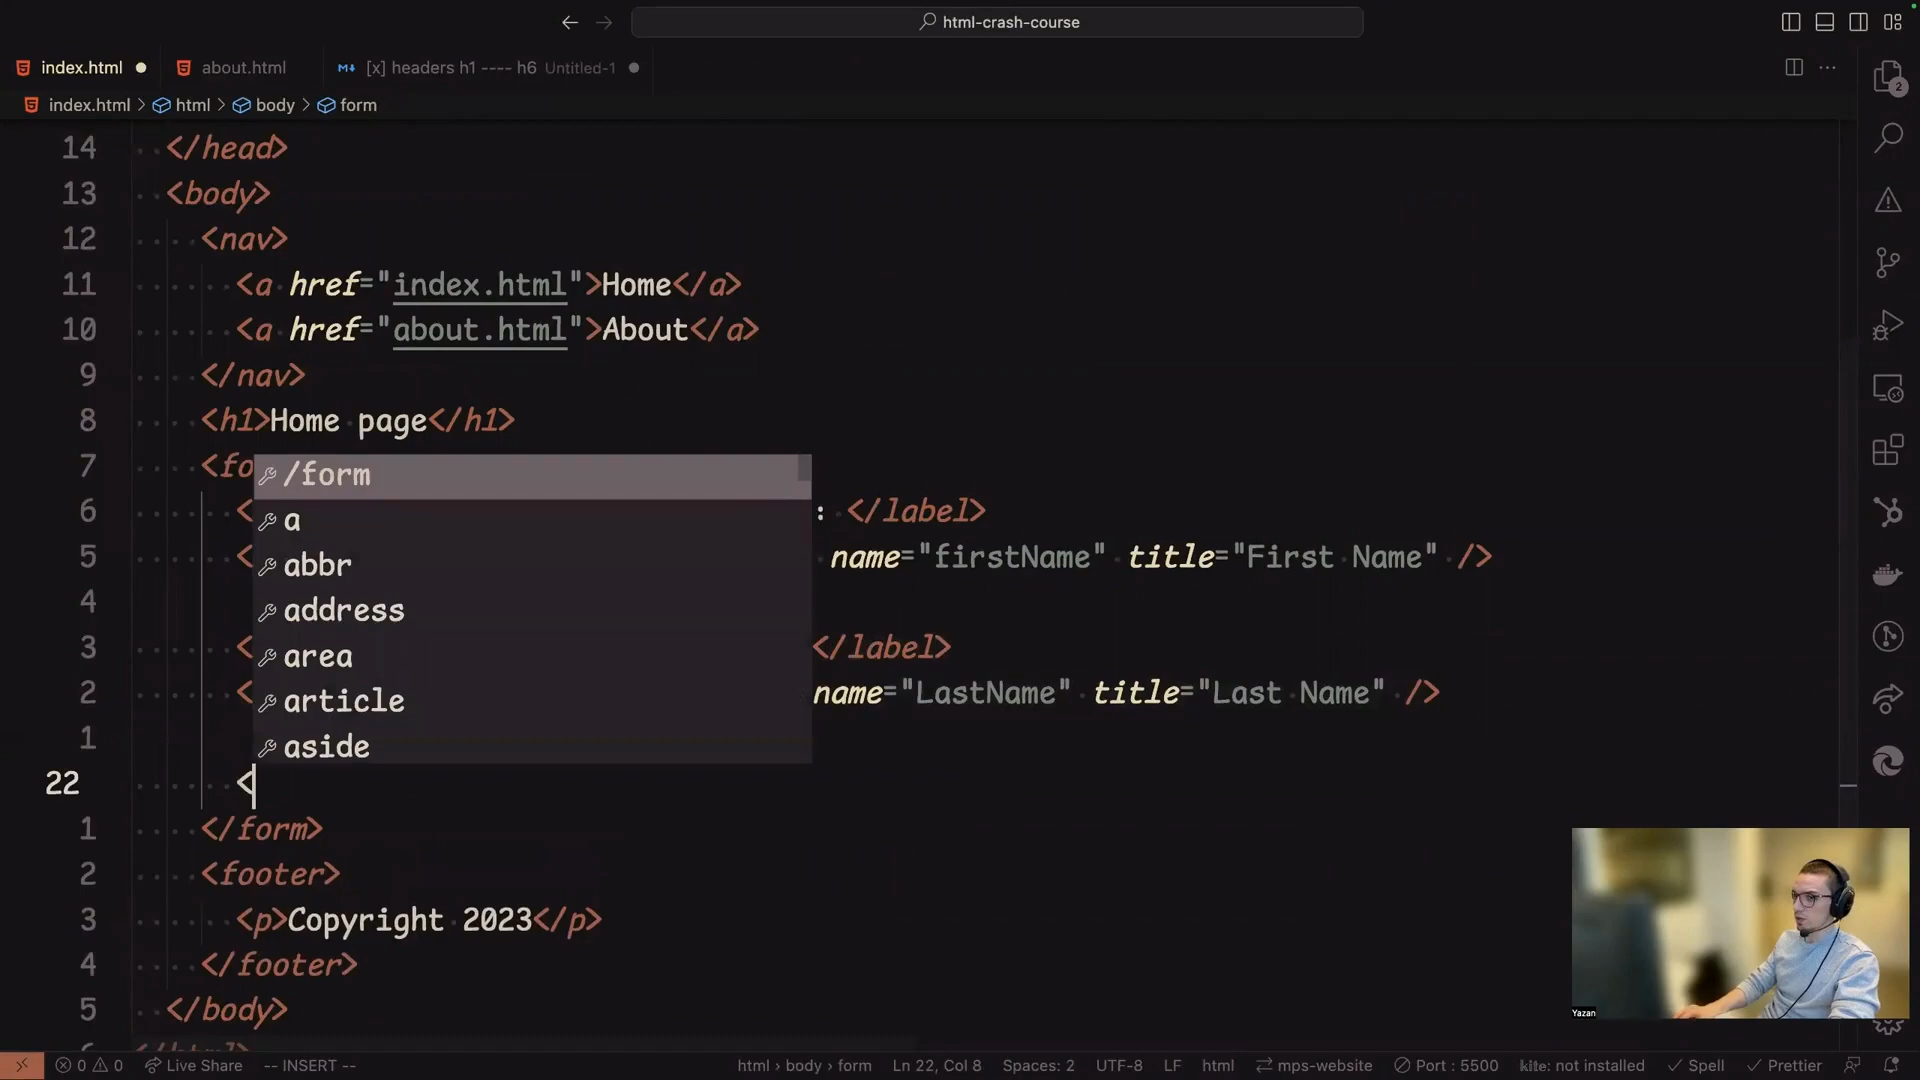 html-crash-course
index.html
about.html
[x] headers h1 ---- h6 Untitled-1
index.html > html > body > form
14 </head>
13 <body>
12 <nav>
11 <a href="index.html">Home</a>
10 <a href="about.html">About</a>
9 </nav>
8 <h1>Home page</h1>
7 <fo
/form
6 < : </label>
a
5 < name="firstName" title="First Name" />
abbr
4
address
3 < </label>
area
2 < name="LastName" title="Last Name" />
article
1
aside
22 <
1 </form>
2 <footer>
3 <p>Copyright 2023</p>
4 </footer>
5 </body>
2
Yazan
0 0 Live Share -- INSERT -- html > body > form Ln 22, Col 8 Spaces: 2 UTF-8 LF html mps-website Port : 5500 kite: not installed Spell Prettier